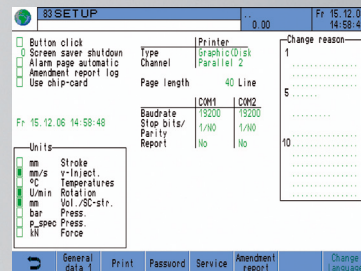 83 SETUP
..
0.00
Fr 15.12.0
14:58:4
Button click
0 Screen saver shutdown
Alarm page automatic
Amendment report log
Use chip-card
Printer
Type Graphic(Disk
Channel Parallel 2
Page length 40 Line
COM1 COM2
Baudrate 19200 19200
Stop bits/
Parity 1/NO 1/NO
Report No No
Fr 15.12.06 14:58:48
Units
mm Stroke
mm/s v-Inject.
°C Temperatures
U/min Rotation
mm Vol./SC-str.
bar Press.
p_spec Press.
kN Force
Change reason
1
5
10
General data 1
Print
Password
Service
Amendment report
Change language